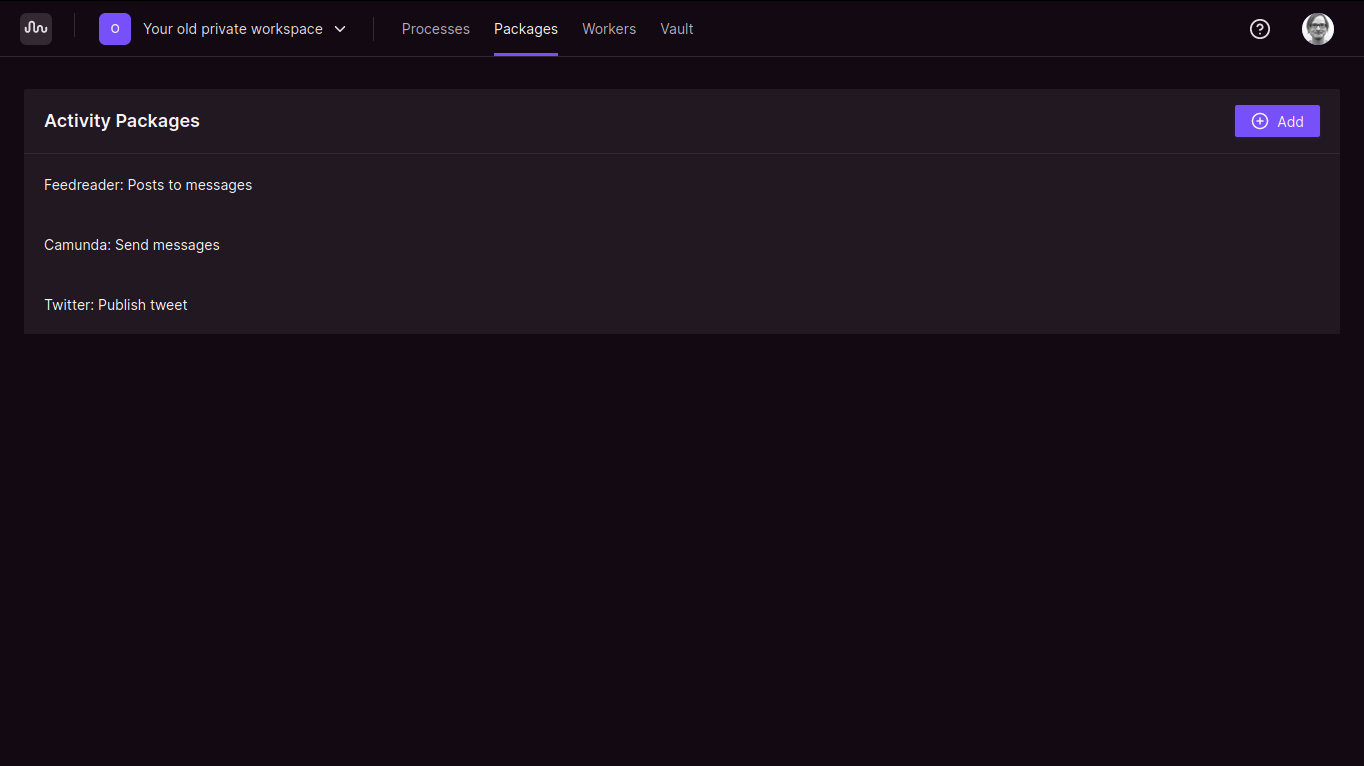 O
Your old private workspace
Processes
Packages
Workers
Vault
Activity Packages
Add
Feedreader: Posts to messages
Camunda: Send messages
Twitter: Publish tweet